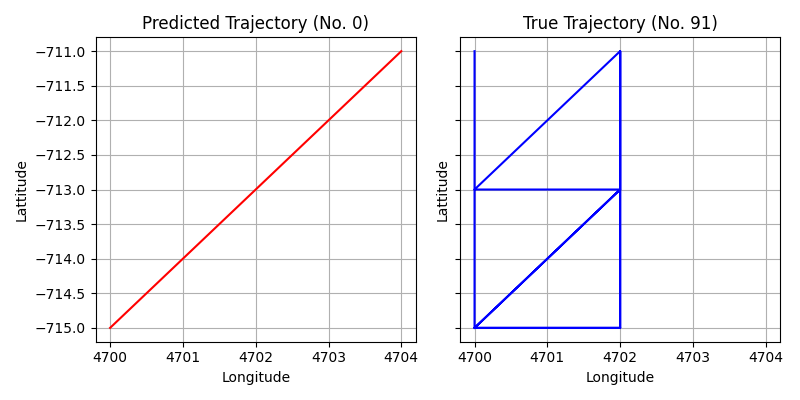 Predicted Trajectory (No. 0)
True Trajectory (No. 91)
−711.0
−711.5
−712.0
−712.5
−713.0
−713.5
−714.0
−714.5
−715.0
Lattitude
4700 4701 4702 4703 4704
Longitude
Lattitude
4700 4701 4702 4703 4704
Longitude